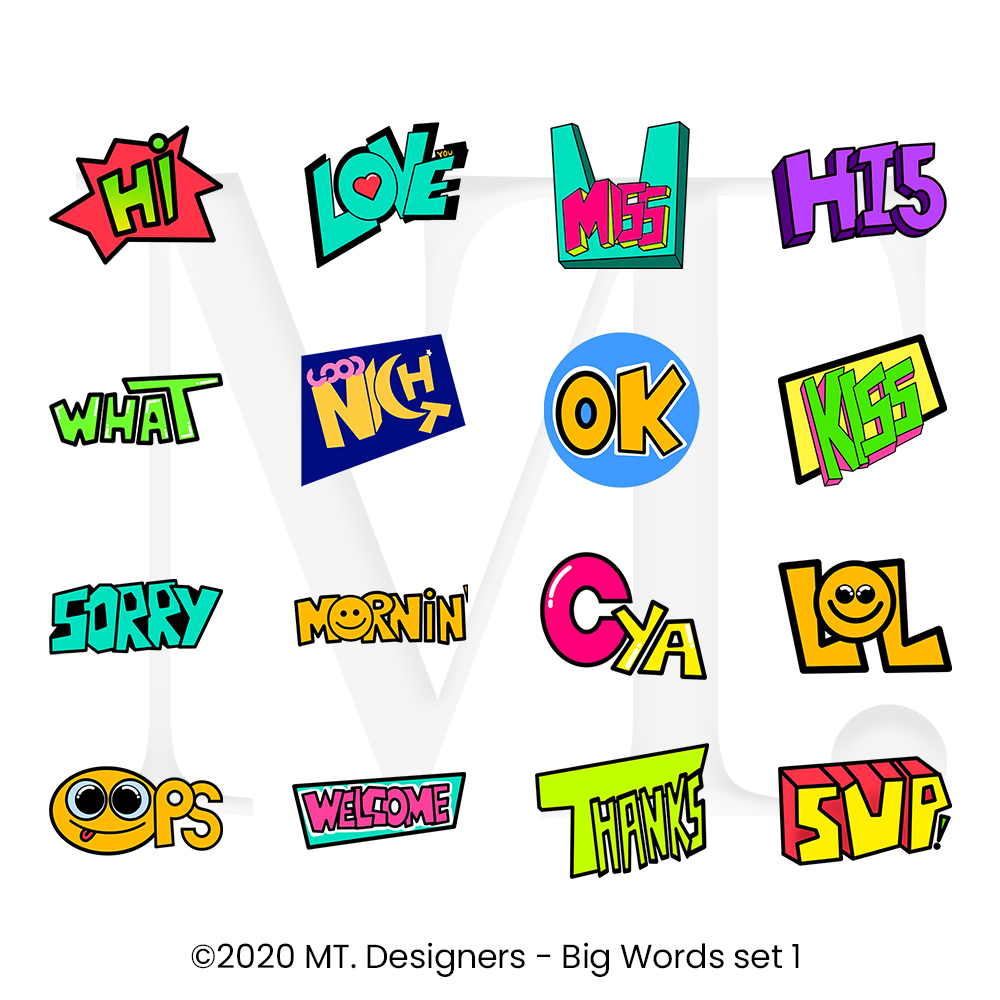 Hi
LOVE YOU
MISS U
HI5
WHAT
GOOD NIGHT
OK
KISS
SORRY
MORNIN'
CYA
LOL
OOPS
WELCOME
THANKS
SUP!
MT.
©2020 MT. Designers - Big Words set 1